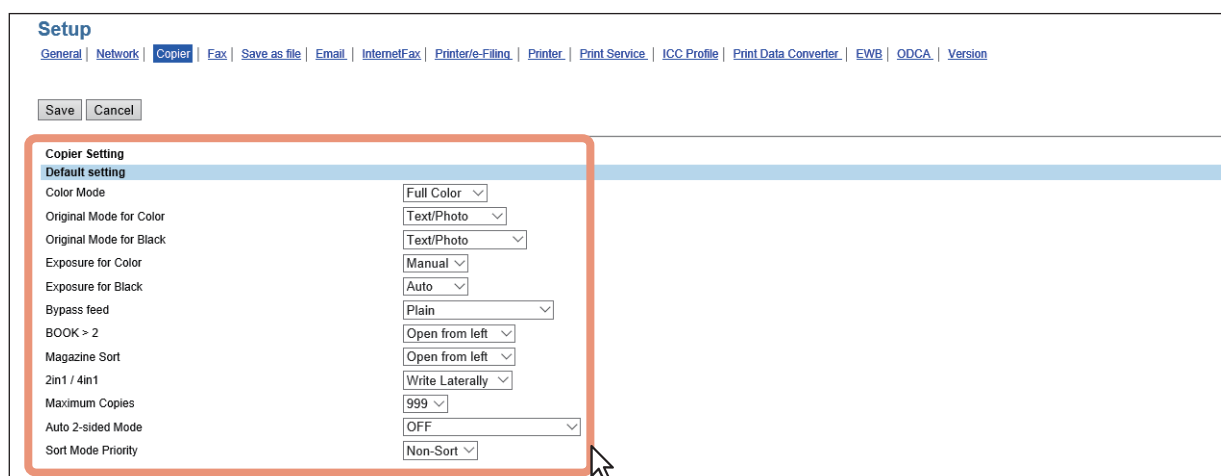 Setup
General | Network | Copier | Fax | Save as file | Email | InternetFax | Printer/e-Filing | Printer | Print Service | ICC Profile | Print Data Converter | EWB | ODCA | Version
Save Cancel
Copier Setting
Default setting
Color Mode Full Color
Original Mode for Color Text/Photo
Original Mode for Black Text/Photo
Exposure for Color Manual
Exposure for Black Auto
Bypass feed Plain
BOOK > 2 Open from left
Magazine Sort Open from left
2in1 / 4in1 Write Laterally
Maximum Copies 999
Auto 2-sided Mode OFF
Sort Mode Priority Non-Sort